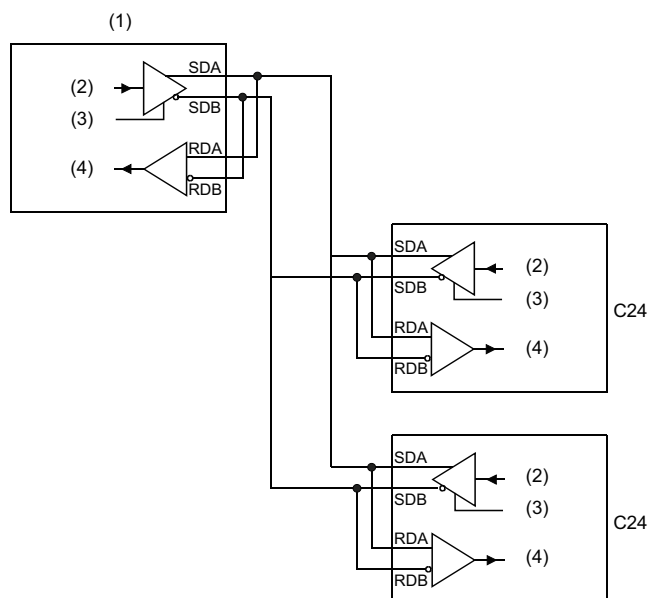 (1)
(2)
SDA
(3)
SDB
(4)
RDA
RDB
SDA
(2)
SDB
(3)
C24
RDA
(4)
RDB
SDA
(2)
SDB
(3)
C24
RDA
(4)
RDB